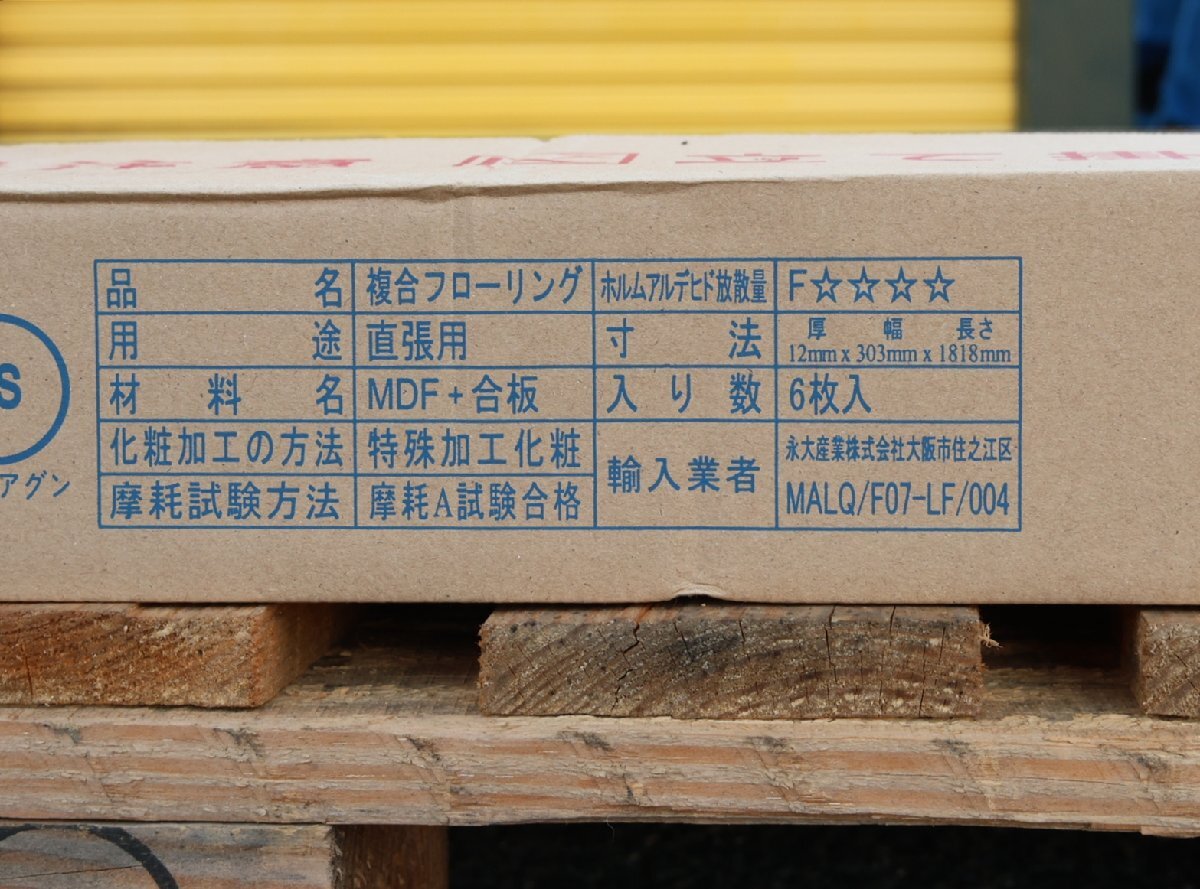 品名 複合フローリング ホルムアルデヒド放散量 F☆☆☆☆
用途 直張用 寸法 厚 幅 長さ
12mm x 303mm x 1818mm
材料名 MDF+合板 入り数 6枚入
化粧加工の方法 特殊加工化粧 輸入業者 永大産業株式会社大阪市住之江区
摩耗試験方法 摩耗A試験合格 MALQ/F07-LF/004
S
アグン